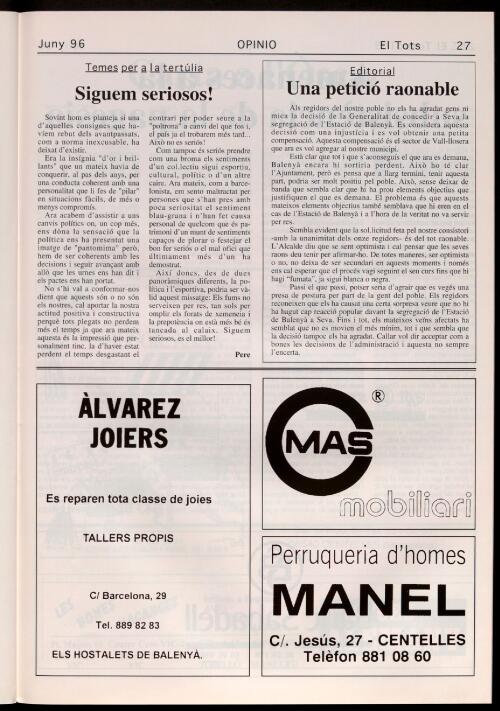 Juny 96
OPINIO
El Tots
27
Temes per a la tertúlia
Siguem seriosos!
Sovint hom es planteja si una
d'aquelles consignes que ha-
víem rebut dels avantpassats,
com a norma inexcusable, ha
deixat d'existir.
Era la insígnia "d'or i bril-
lants" que un mateix havia de
conquerir, al pas dels anys, per
una conducta coherent amb una
personalitat que li fes de "pilar"
en situacions fàcils, de més o
menys compromís.
Ara acabem d'assistir a uns
canvis polítics on, un cop més,
ens dóna la sensació que la
política ens ha presentat una
imatge de "pantomima" però,
hem de ser coherents amb les
decisions i seguir avançant amb
allò que les urnes ens han dit i
els pactes ens han portat.
No s'hi val a conformar-nos
dient que aquests són o no són
els nostres, cal aportar la nostra
actitud positiva i constructiva
perquè tots plegats no perdem
més el temps ja que ara mateix
aquesta és la impressió que per-
sonalment tinc, la d'haver estat
perdent el temps desgastant el
contrari per poder seure a la
"poltrona" a canvi del que fos i,
el país ja el trobarem més tard...
Això no és seriós!
Com tampoc és seriós prendre
com una broma els sentiments
d'un col.lectiu sigui esportiu,
cultural, polític o d'un altre
caire. Ara mateix, com a barce-
lonista, em sento maltractat per
persones que s'han pres amb
poca seriositat el sentiment
blau-grana i n'han fet causa
personal de quelcom que és pa-
trimoni d'un munt de sentiments
capaços de plorar o festejar el
bon fer seriós o el mal ofici que
últimament més d'un ha
demostrat.
Així doncs, des de dues
panoràmiques diferents, la po-
lítica i l'esportiva, podria ser và-
lid aquest missatge: Els fums no
serveixen per res, tan sols per
omplir els forats de xemeneia i
la prepotència on està més bé és
tancada al calaix. Siguem
seriosos, es el millor!
Pere
Editorial
Una petició raonable
Als regidors del nostre poble no els ha agradat gens ni
mica la decisió de la Generalitat de concedir a Seva la
segregació de l'Estació de Balenyà. Es considera aquesta
decisió com una injustícia i es vol obtenir una petita
compensació. Aquesta compensació és el sector de Vall-llosera
que ara es vol agregar al nostre municipi.
Està clar que tot i que s'aconseguís el que ara es demana,
Balenyà encara hi sortiria perdent. Això ho té clar
l'Ajuntament, però es pensa que a llarg termini, tenir aquesta
part, podria ser molt positiu pel poble. Això, sense deixar de
banda que sembla clar que hi ha prou elements objectius que
justifiquen el que es demana. El problema és que aquests
mateixos elements objectius també semblava que hi eren en el
cas de l'Estació de Balenyà i a l'hora de la veritat no va servir
per res.
Sembla evident que la sol.licitud feta pel nostre consistori
-amb la unanimitat dels onze regidors- és del tot raonable.
L'Alcalde diu que se sent optimista i cal pensar que les seves
raons deu tenir per afirmar-ho. De totes maneres, ser optimista
o no, no deixa de ser secundari en aquests moments i només
ens cal esperar que el procés vagi seguint el seu curs fins que hi
hagi "fumata", ja sigui blanca o negra.
Passi el que passi, potser seria d'agrair que es vegés una
presa de postura per part de la gent del poble. Els regidors
reconeixen que els ha causat una certa sorpresa veure que no hi
ha hagut cap reacció popular davant la segregació de l'Estació
de Balenyà a Seva. Fins i tot, els mateixos veïns afectats ha
semblat que no es movien el més mínim, tot i que sembla que
la decisió tampoc els ha agradat. Callar vol dir acceptar com a
bones les decisions de l'administració i aquesta no sempre
l'encerta.
ÀLVAREZ
JOIERS
Es reparen tota classe de joies
TALLERS PROPIS
C/ Barcelona, 29
Tel. 889 82 83
ELS HOSTALETS DE BALENYÀ.
®
MAS
mobiliari
Perruqueria d'homes
MANEL
C/. Jesús, 27 - CENTELLES
Telèfon 881 08 60